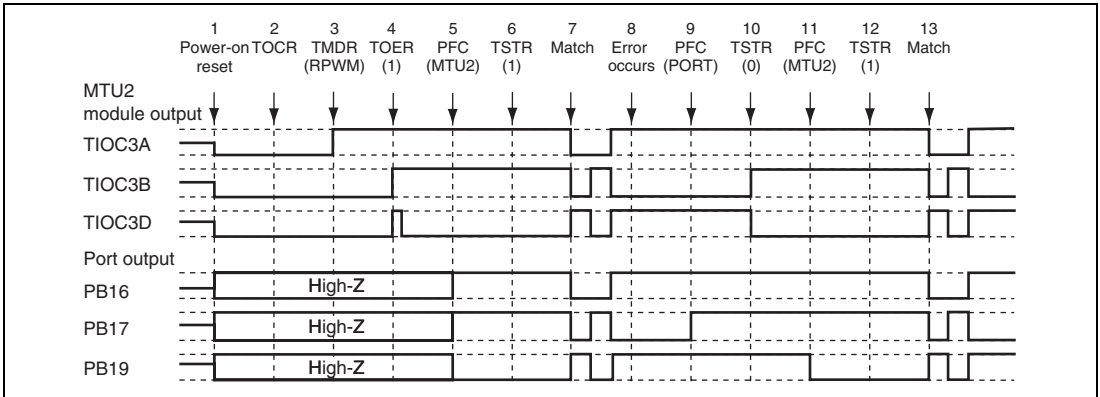 1 2 3 4 5 6 7 8 9 10 11 12 13
Power-on TOCR TMDR TOER PFC TSTR Match Error PFC TSTR PFC TSTR Match
reset (RPWM) (1) (MTU2) (1) occurs (PORT) (0) (MTU2) (1)
MTU2
module output
TIOC3A
TIOC3B
TIOC3D
Port output
PB16 High-Z
PB17 High-Z
PB19 High-Z